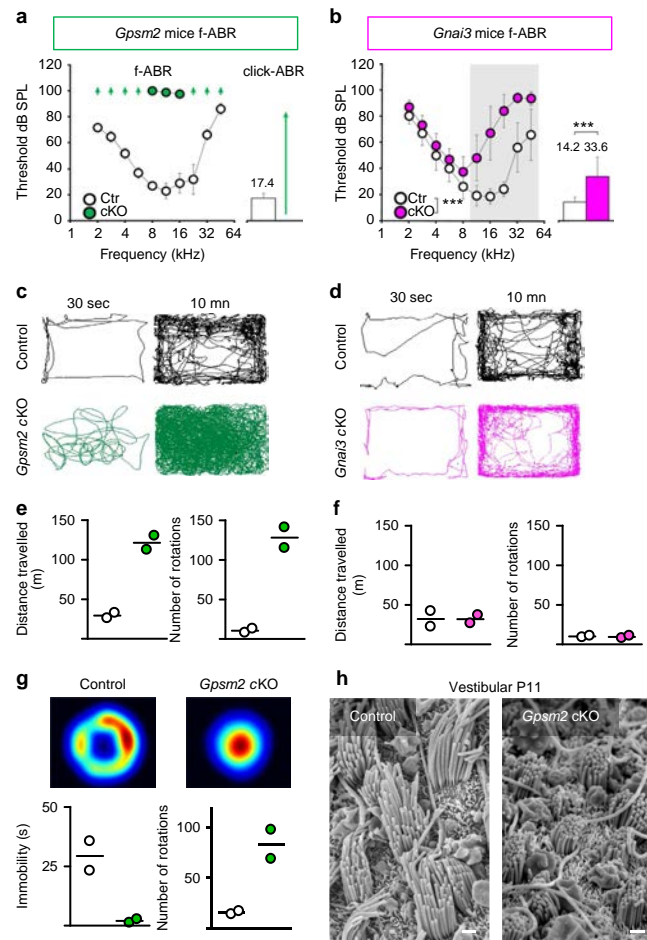 a
b
Gpsm2 mice f-ABR
Gnai3 mice f-ABR
f-ABR
click-ABR
Threshold dB SPL
120
100
80
60
40
20
0
17.4
Ctr
cKO
1 2 4 8 16 32 64
Frequency (kHz)
Threshold dB SPL
120
100
80
60
40
20
0
***
14.2 33.6
Ctr
cKO
***
1 2 4 8 16 32 64
Frequency (kHz)
c
d
30 sec
10 mn
Control
Gpsm2 cKO
30 sec
10 mn
Control
Gnai3 cKO
e
f
Distance travelled
(m)
150
100
50
Number of rotations
150
100
50
Distance travelled
(m)
150
100
50
Number of rotations
150
100
50
g
h
Control
Gpsm2 cKO
Immobility (s)
50
25
Number of rotations
100
50
Vestibular P11
Control
Gpsm2 cKO